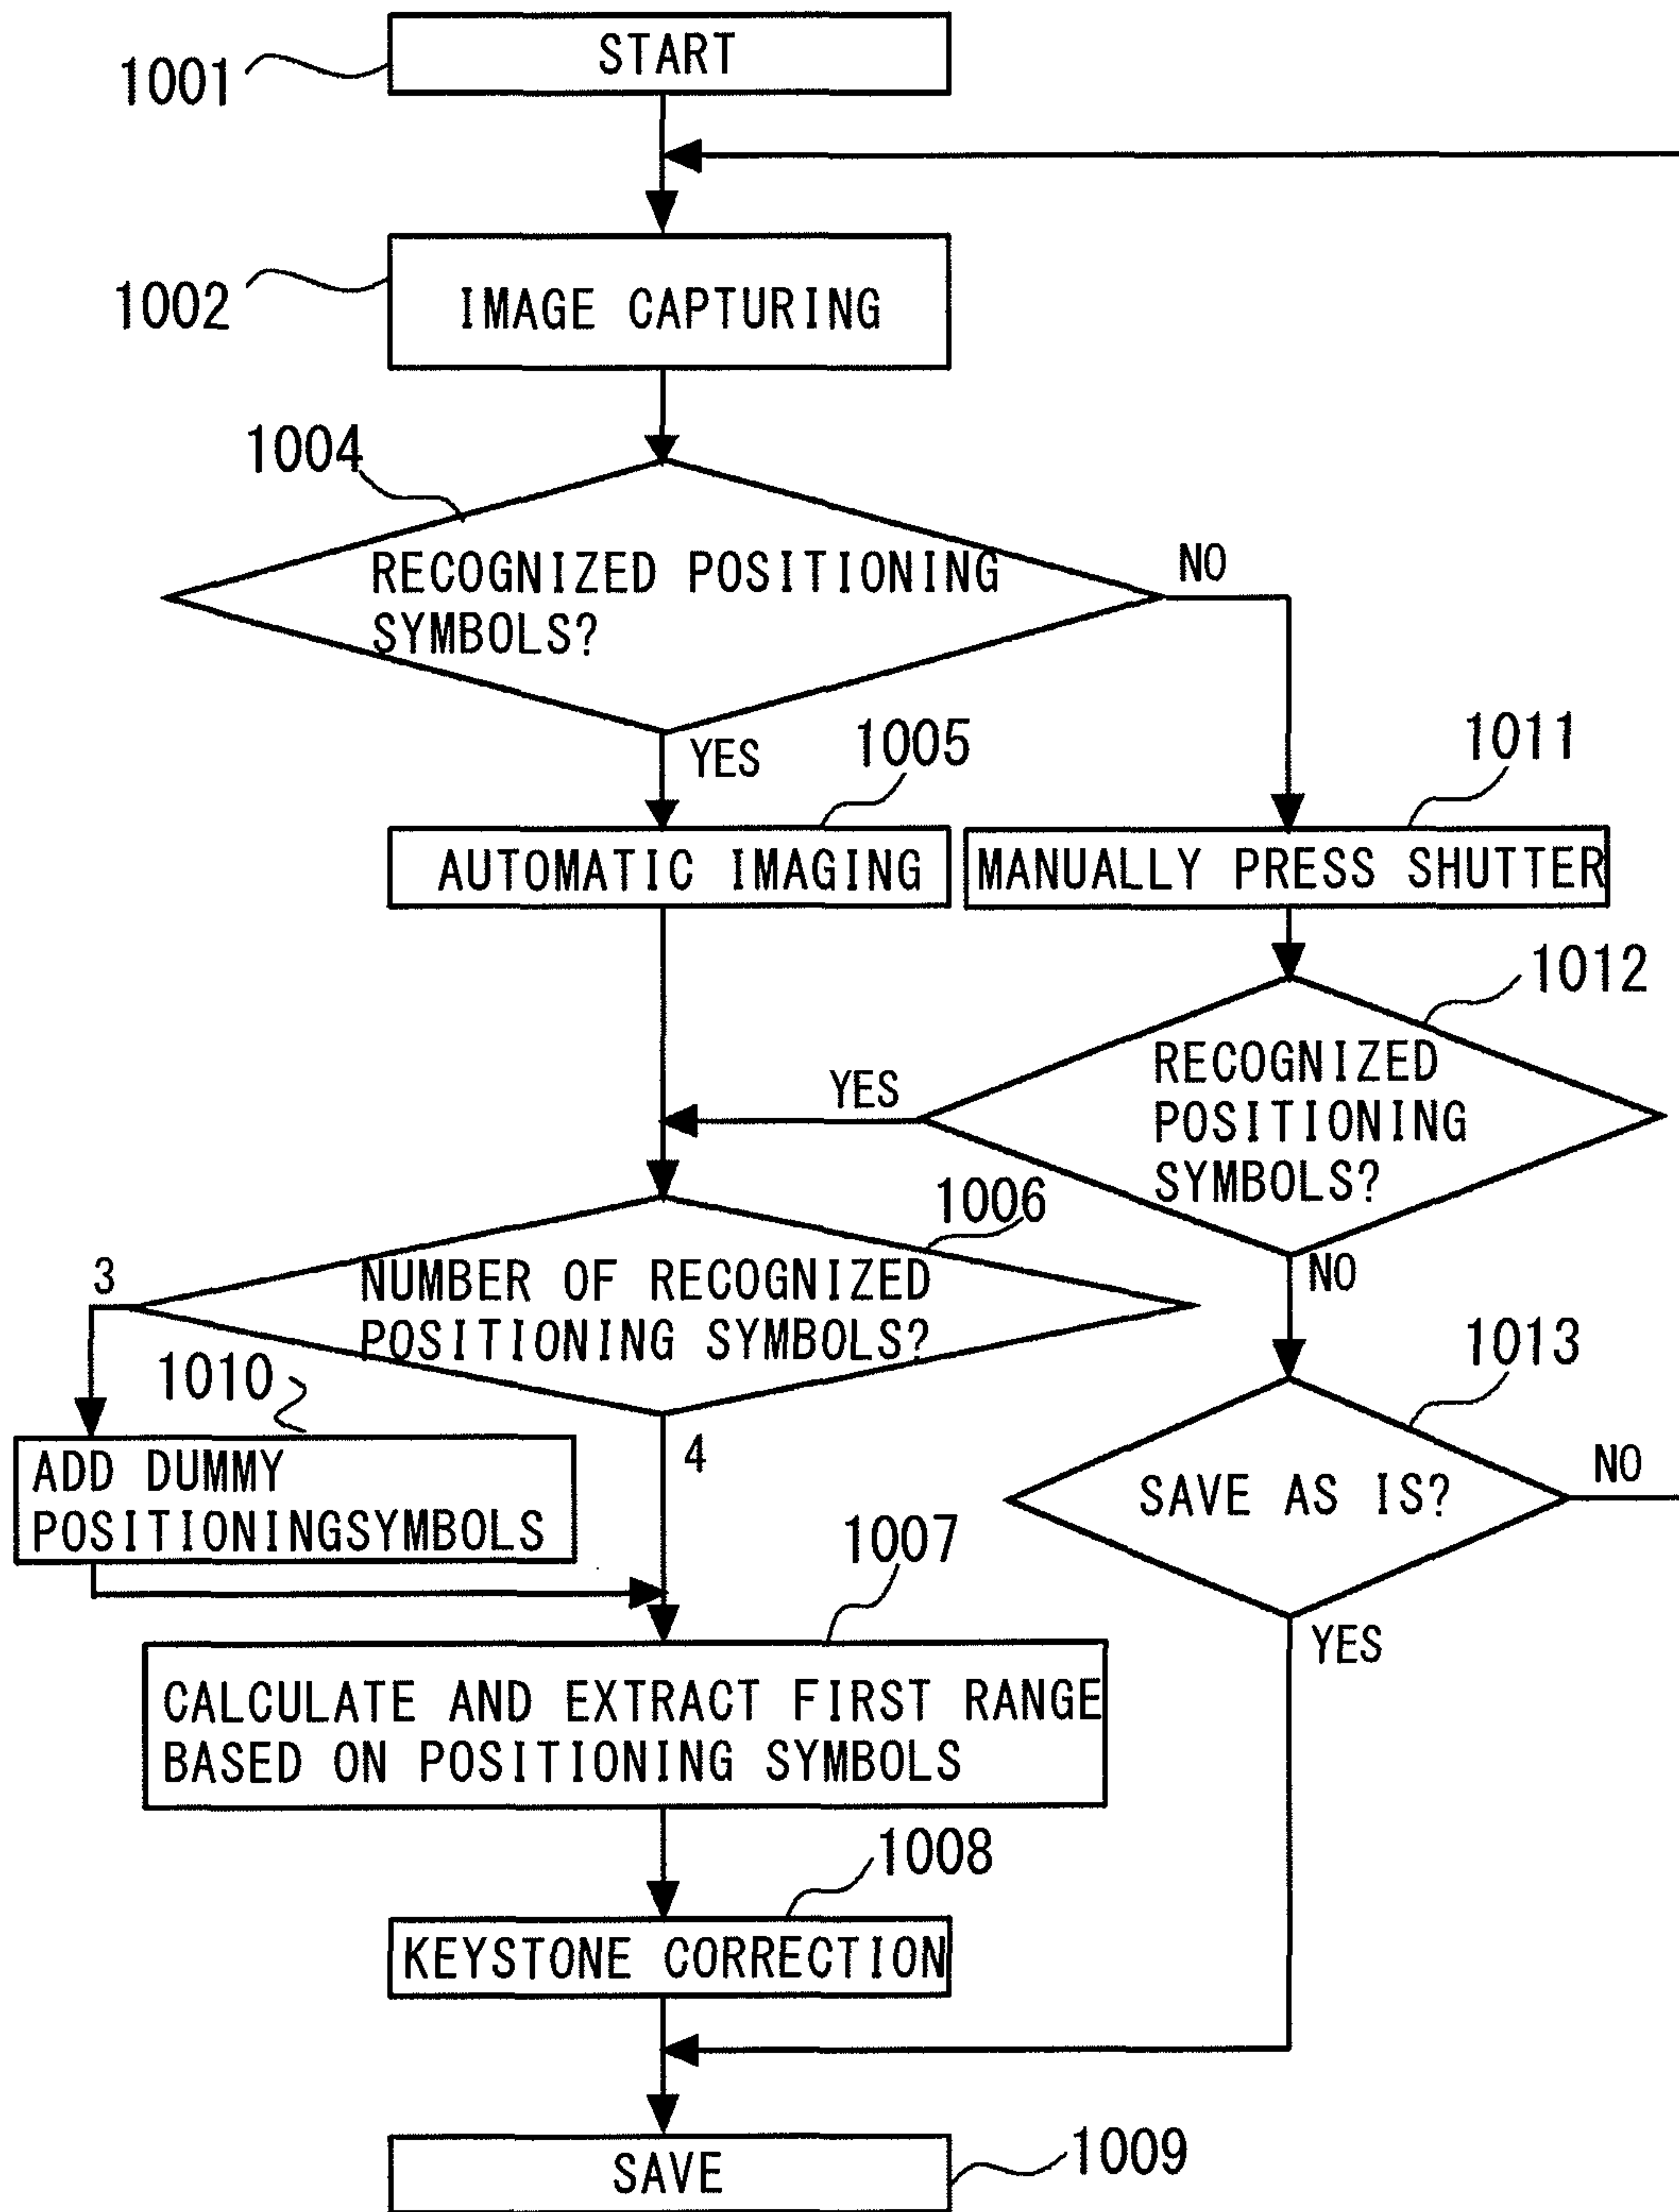 START
1001
1002
IMAGE CAPTURING
1004
RECOGNIZED POSITIONING
SYMBOLS?
NO
YES
1005
1011
AUTOMATIC IMAGING
MANUALLY PRESS SHUTTER
1012
RECOGNIZED
POSITIONING
SYMBOLS?
YES
NO
1006
3
NUMBER OF RECOGNIZED
POSITIONING SYMBOLS?
1010
4
1013
ADD DUMMY
POSITIONINGSYMBOLS
SAVE AS IS?
NO
YES
1007
CALCULATE AND EXTRACT FIRST RANGE
BASED ON POSITIONING SYMBOLS
1008
KEYSTONE CORRECTION
SAVE
1009